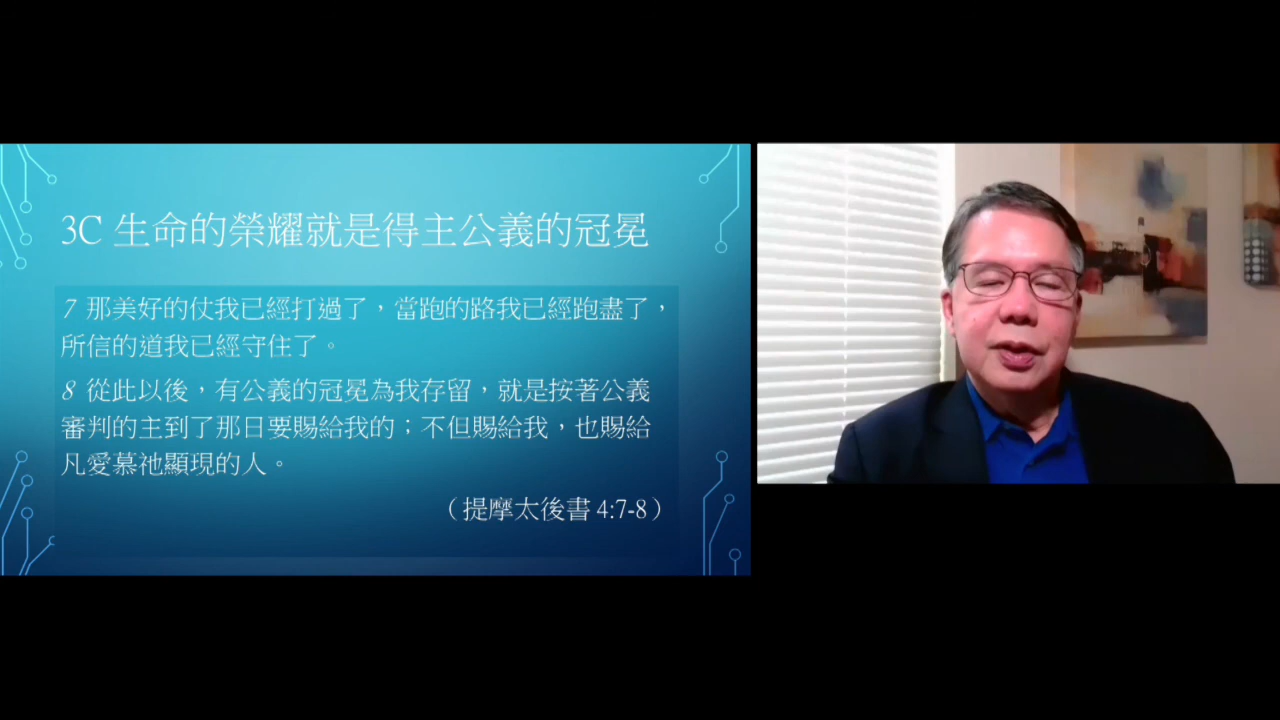 3C 生命的榮耀就是得主公義的冠冕
7 那美好的仗我已經打過了，當跑的路我已經跑盡了，
所信的道我已經守住了。
8 從此以後，有公義的冠冕為我存留，就是按著公義
審判的主到了那日要賜給我的；不但賜給我，也賜給
凡愛慕祂顯現的人。
（提摩太後書 4:7-8）